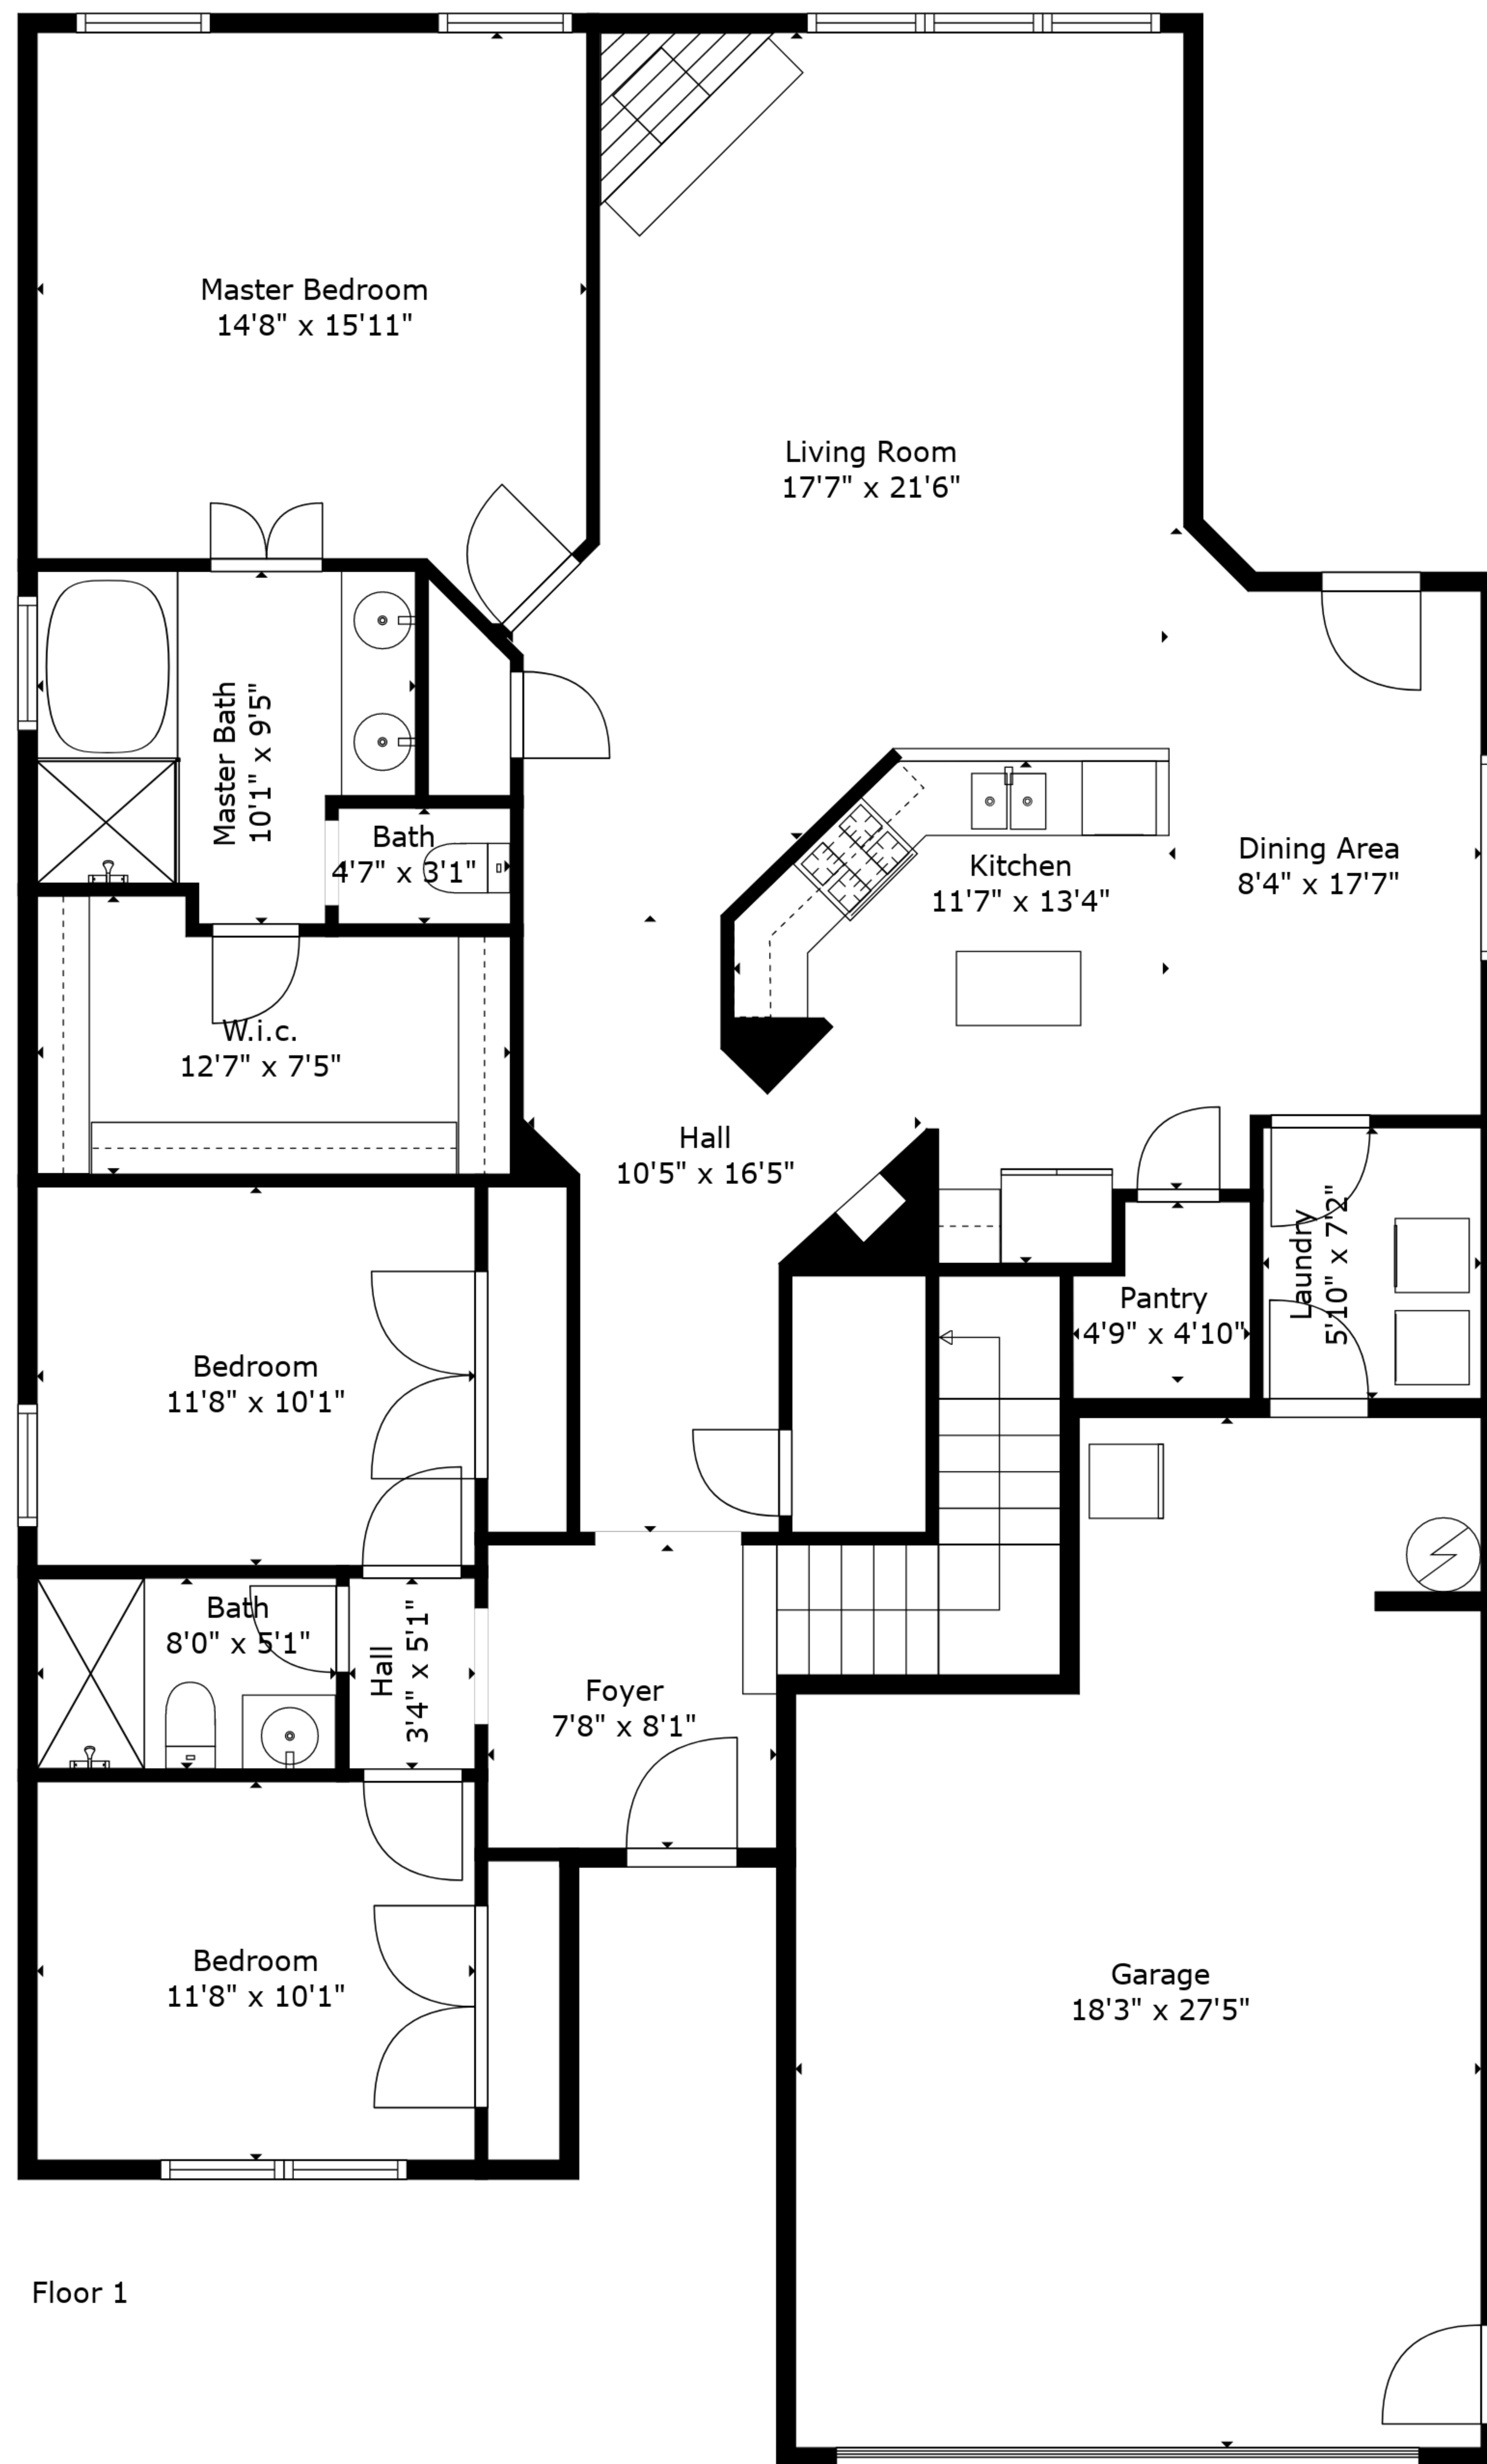 Master Bedroom
14'8" x 15'11"
Living Room
17'7" x 21'6"
Master Bath
10'1" x 9'5"
Bath
4'7" x 3'1"
Kitchen
11'7" x 13'4"
Dining Area
8'4" x 17'7"
W.i.c.
12'7" x 7'5"
Hall
10'5" x 16'5"
Laundry
5'10" x 7'2"
Pantry
4'9" x 4'10"
Bedroom
11'8" x 10'1"
Bath
8'0" x 5'1"
Hall
3'4" x 5'1"
Foyer
7'8" x 8'1"
Bedroom
11'8" x 10'1"
Garage
18'3" x 27'5"
Floor 1